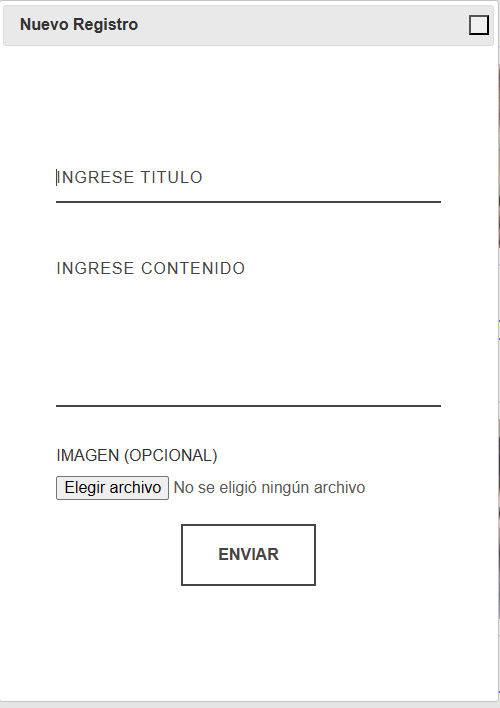 Nuevo Registro
INGRESE TITULO
INGRESE CONTENIDO
IMAGEN (OPCIONAL)
Elegir archivo No se eligió ningún archivo
ENVIAR